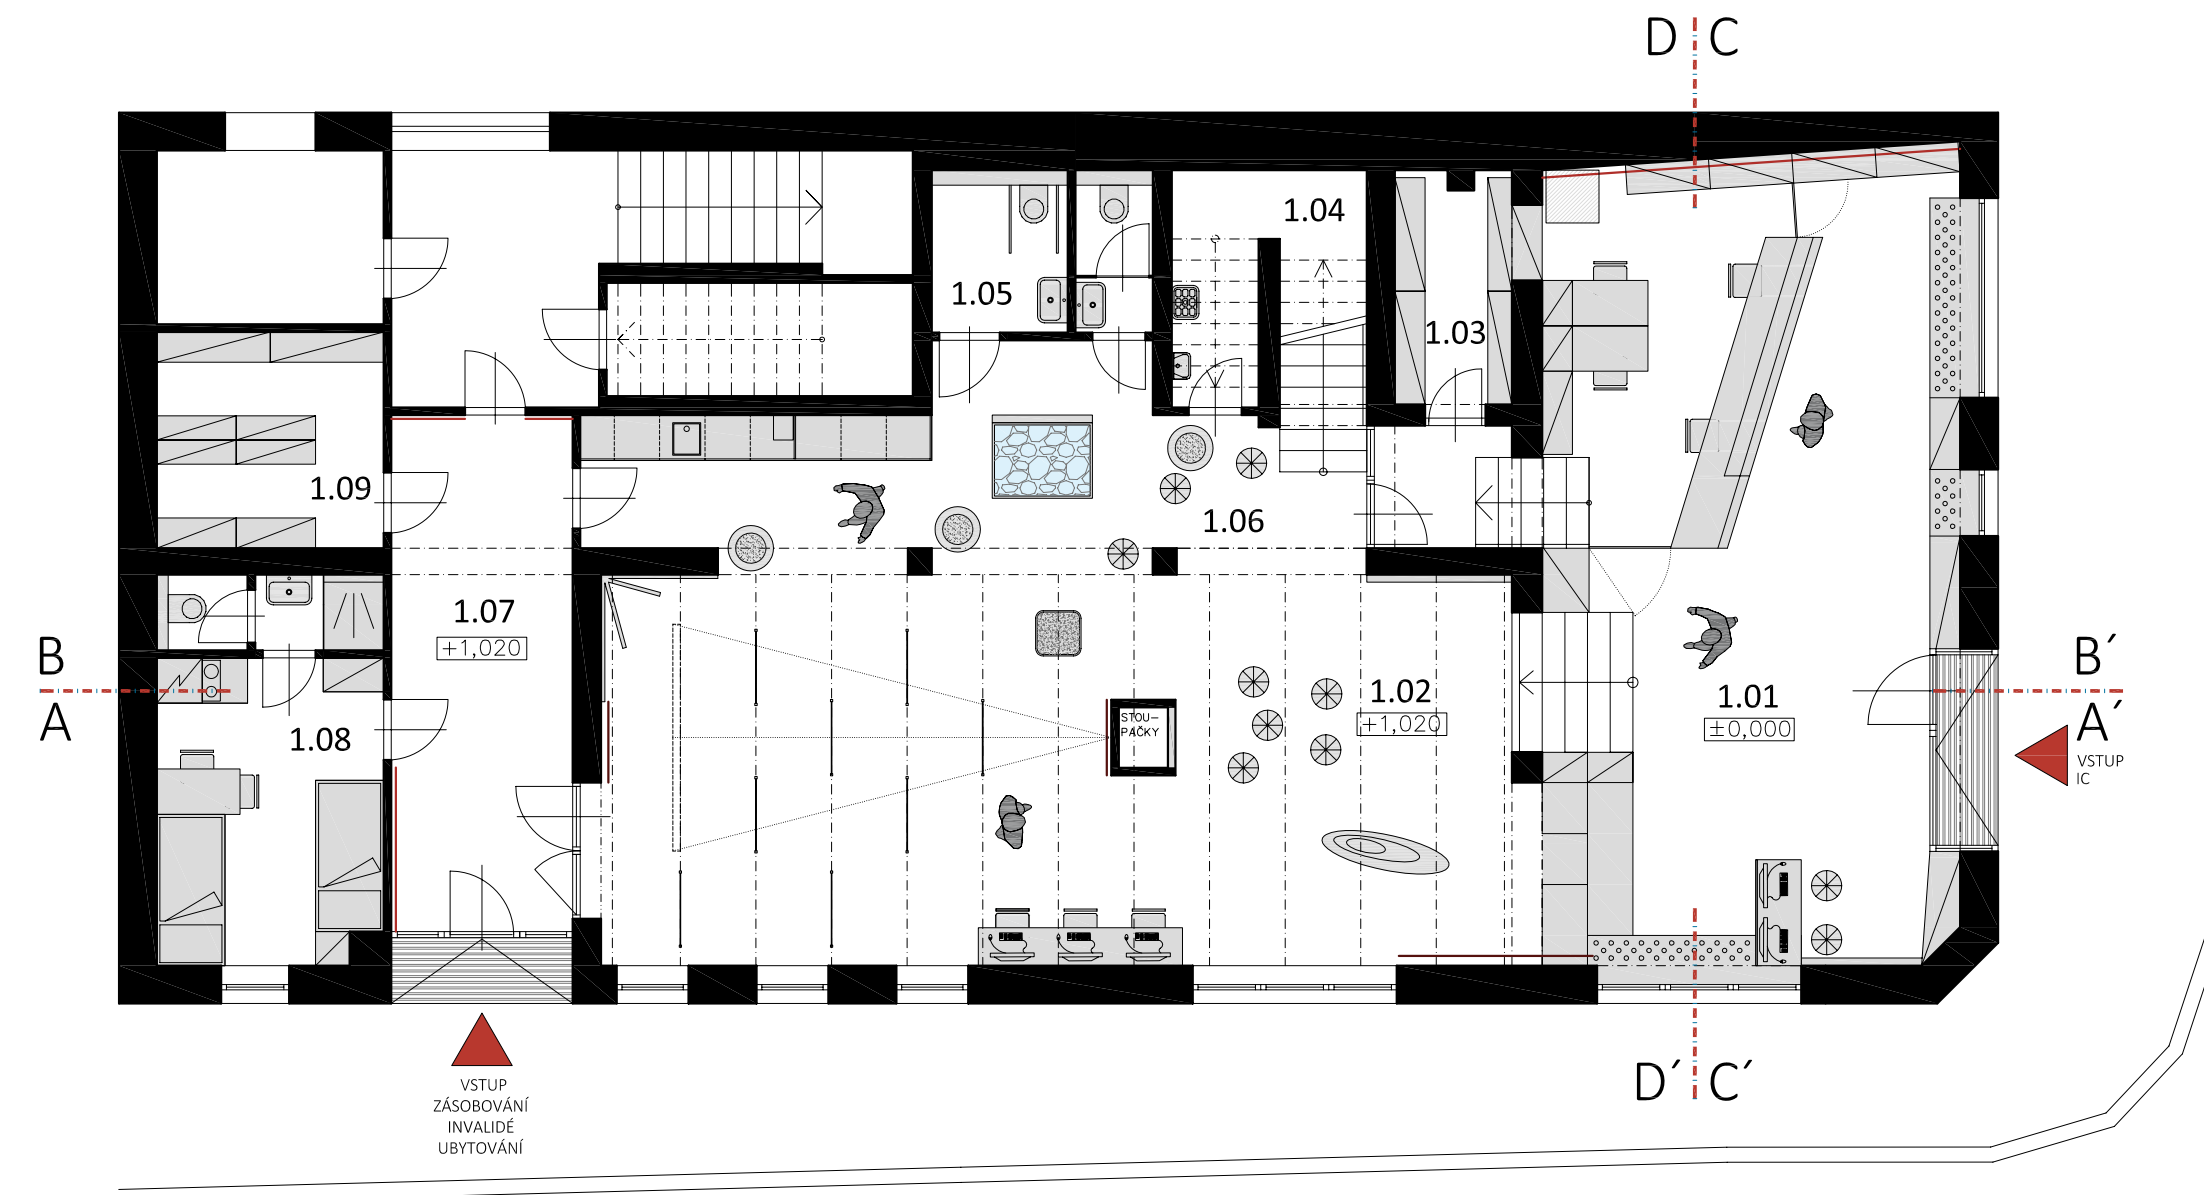 D C
1.04
1.05
1.03
1.09
1.06
1.07
+1,020
B
A
1.08
1.02
+1,020
STOU-
PAČKY
1.01
±0,000
B´
A´
VSTUP
IC
D´ C´
VSTUP
ZÁSOBOVÁNÍ
INVALIDÉ
UBYTOVÁNÍ